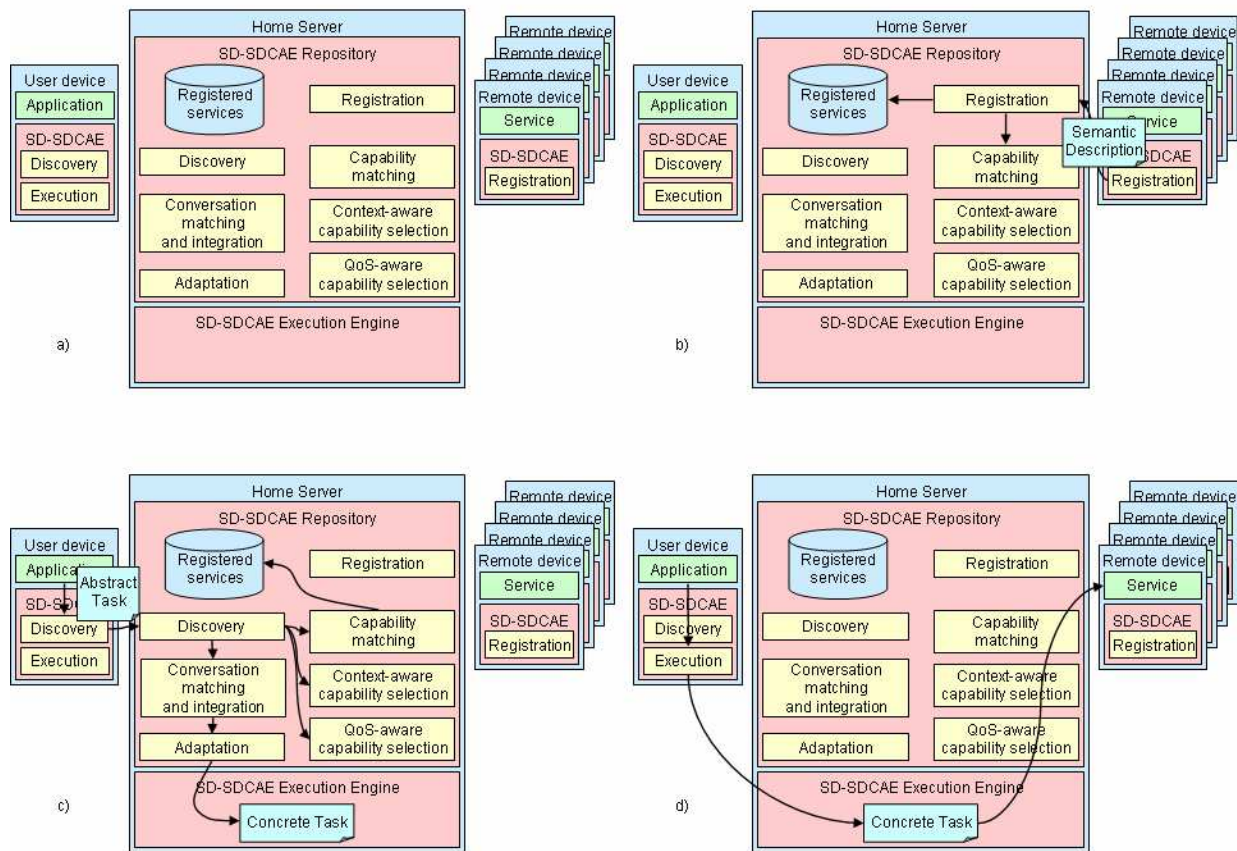 Home Server
SD-SDCAE Repository
User device
Application
SD-SDCAE
Discovery
Execution
Registered
services
Registration
Discovery
Capability
matching
Conversation
matching
and integration
Context-aware
capability selection
Adaptation
QoS-aware
capability selection
SD-SDCAE Execution Engine
Remote device
Remote device
Remote device
Remote device
Service
SD-SDCAE
Registration
a)
Home Server
SD-SDCAE Repository
User device
Application
SD-SDCAE
Discovery
Execution
Registered
services
Registration
Discovery
Capability
matching
Conversation
matching
and integration
Context-aware
capability selection
Adaptation
QoS-aware
capability selection
SD-SDCAE Execution Engine
Remote device
Remote device
Remote device
Remote device
Service
Semantic
Description
Registration
b)
Home Server
SD-SDCAE Repository
User device
Abstract
Task
Discovery
Execution
Registered
services
Registration
Discovery
Capability
matching
Conversation
matching
and integration
Context-aware
capability selection
Adaptation
QoS-aware
capability selection
SD-SDCAE Execution Engine
Concrete Task
Remote device
Remote device
Remote device
Remote device
Service
SD-SDCAE
Registration
c)
Home Server
SD-SDCAE Repository
User device
Application
SD-SDCAE
Discovery
Execution
Registered
services
Registration
Discovery
Capability
matching
Conversation
matching
and integration
Context-aware
capability selection
Adaptation
QoS-aware
capability selection
SD-SDCAE Execution Engine
Concrete Task
Remote device
Remote device
Remote device
Remote device
Service
SD-SDCAE
Registration
d)